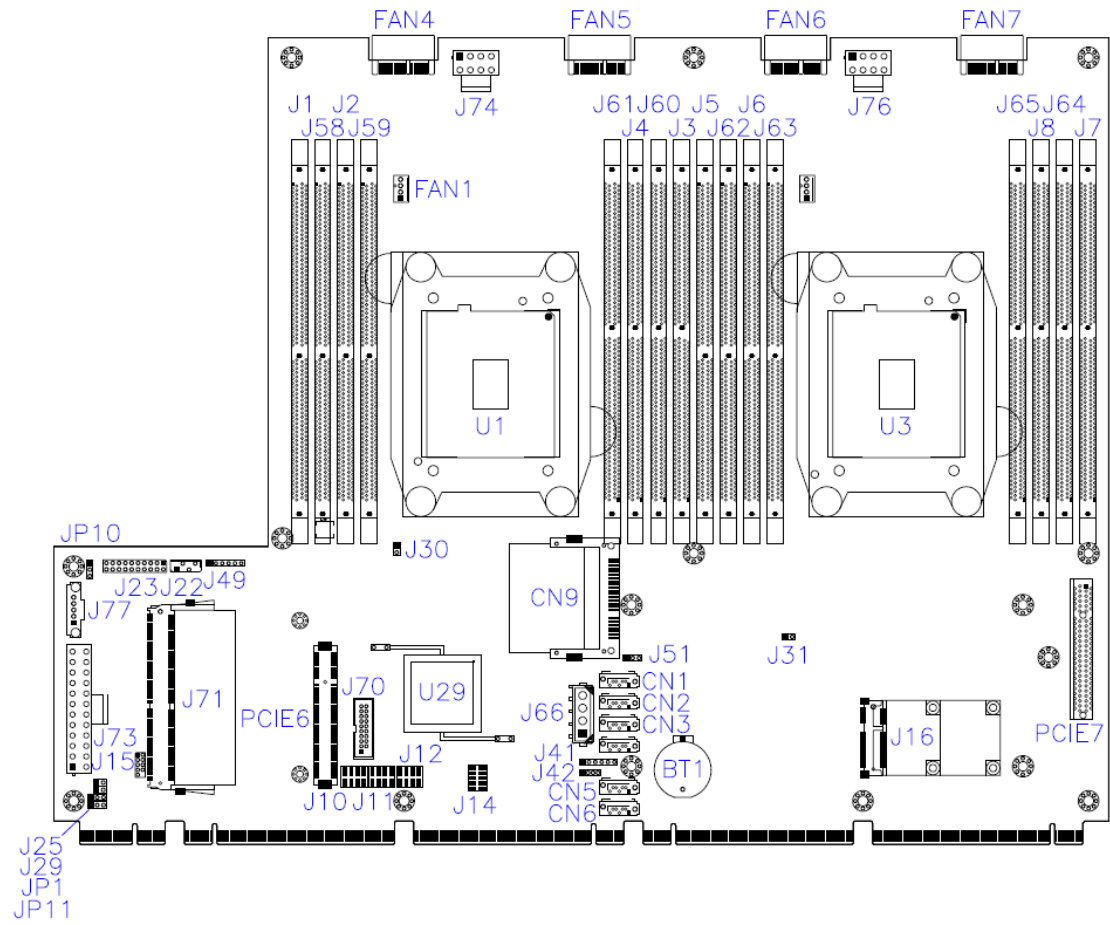 FAN4 FAN5 FAN6 FAN7
J74 J76
J1 J2 J61 J60 J5 J6 J65 J64
J58 J59 J4 J3 J62 J63 J8 J7
FAN1
U1 U3
JP10
J30
J23 J22 J49
CN9
J77
J31
J51
J70 U29 CN1
J71 CN2
PCIE6 J66 CN3
J73 PCIE7
J12 J41 J16
J15 J42 BT1
CN5
J10 J11 J14 CN6
J25
J29
JP1
JP11